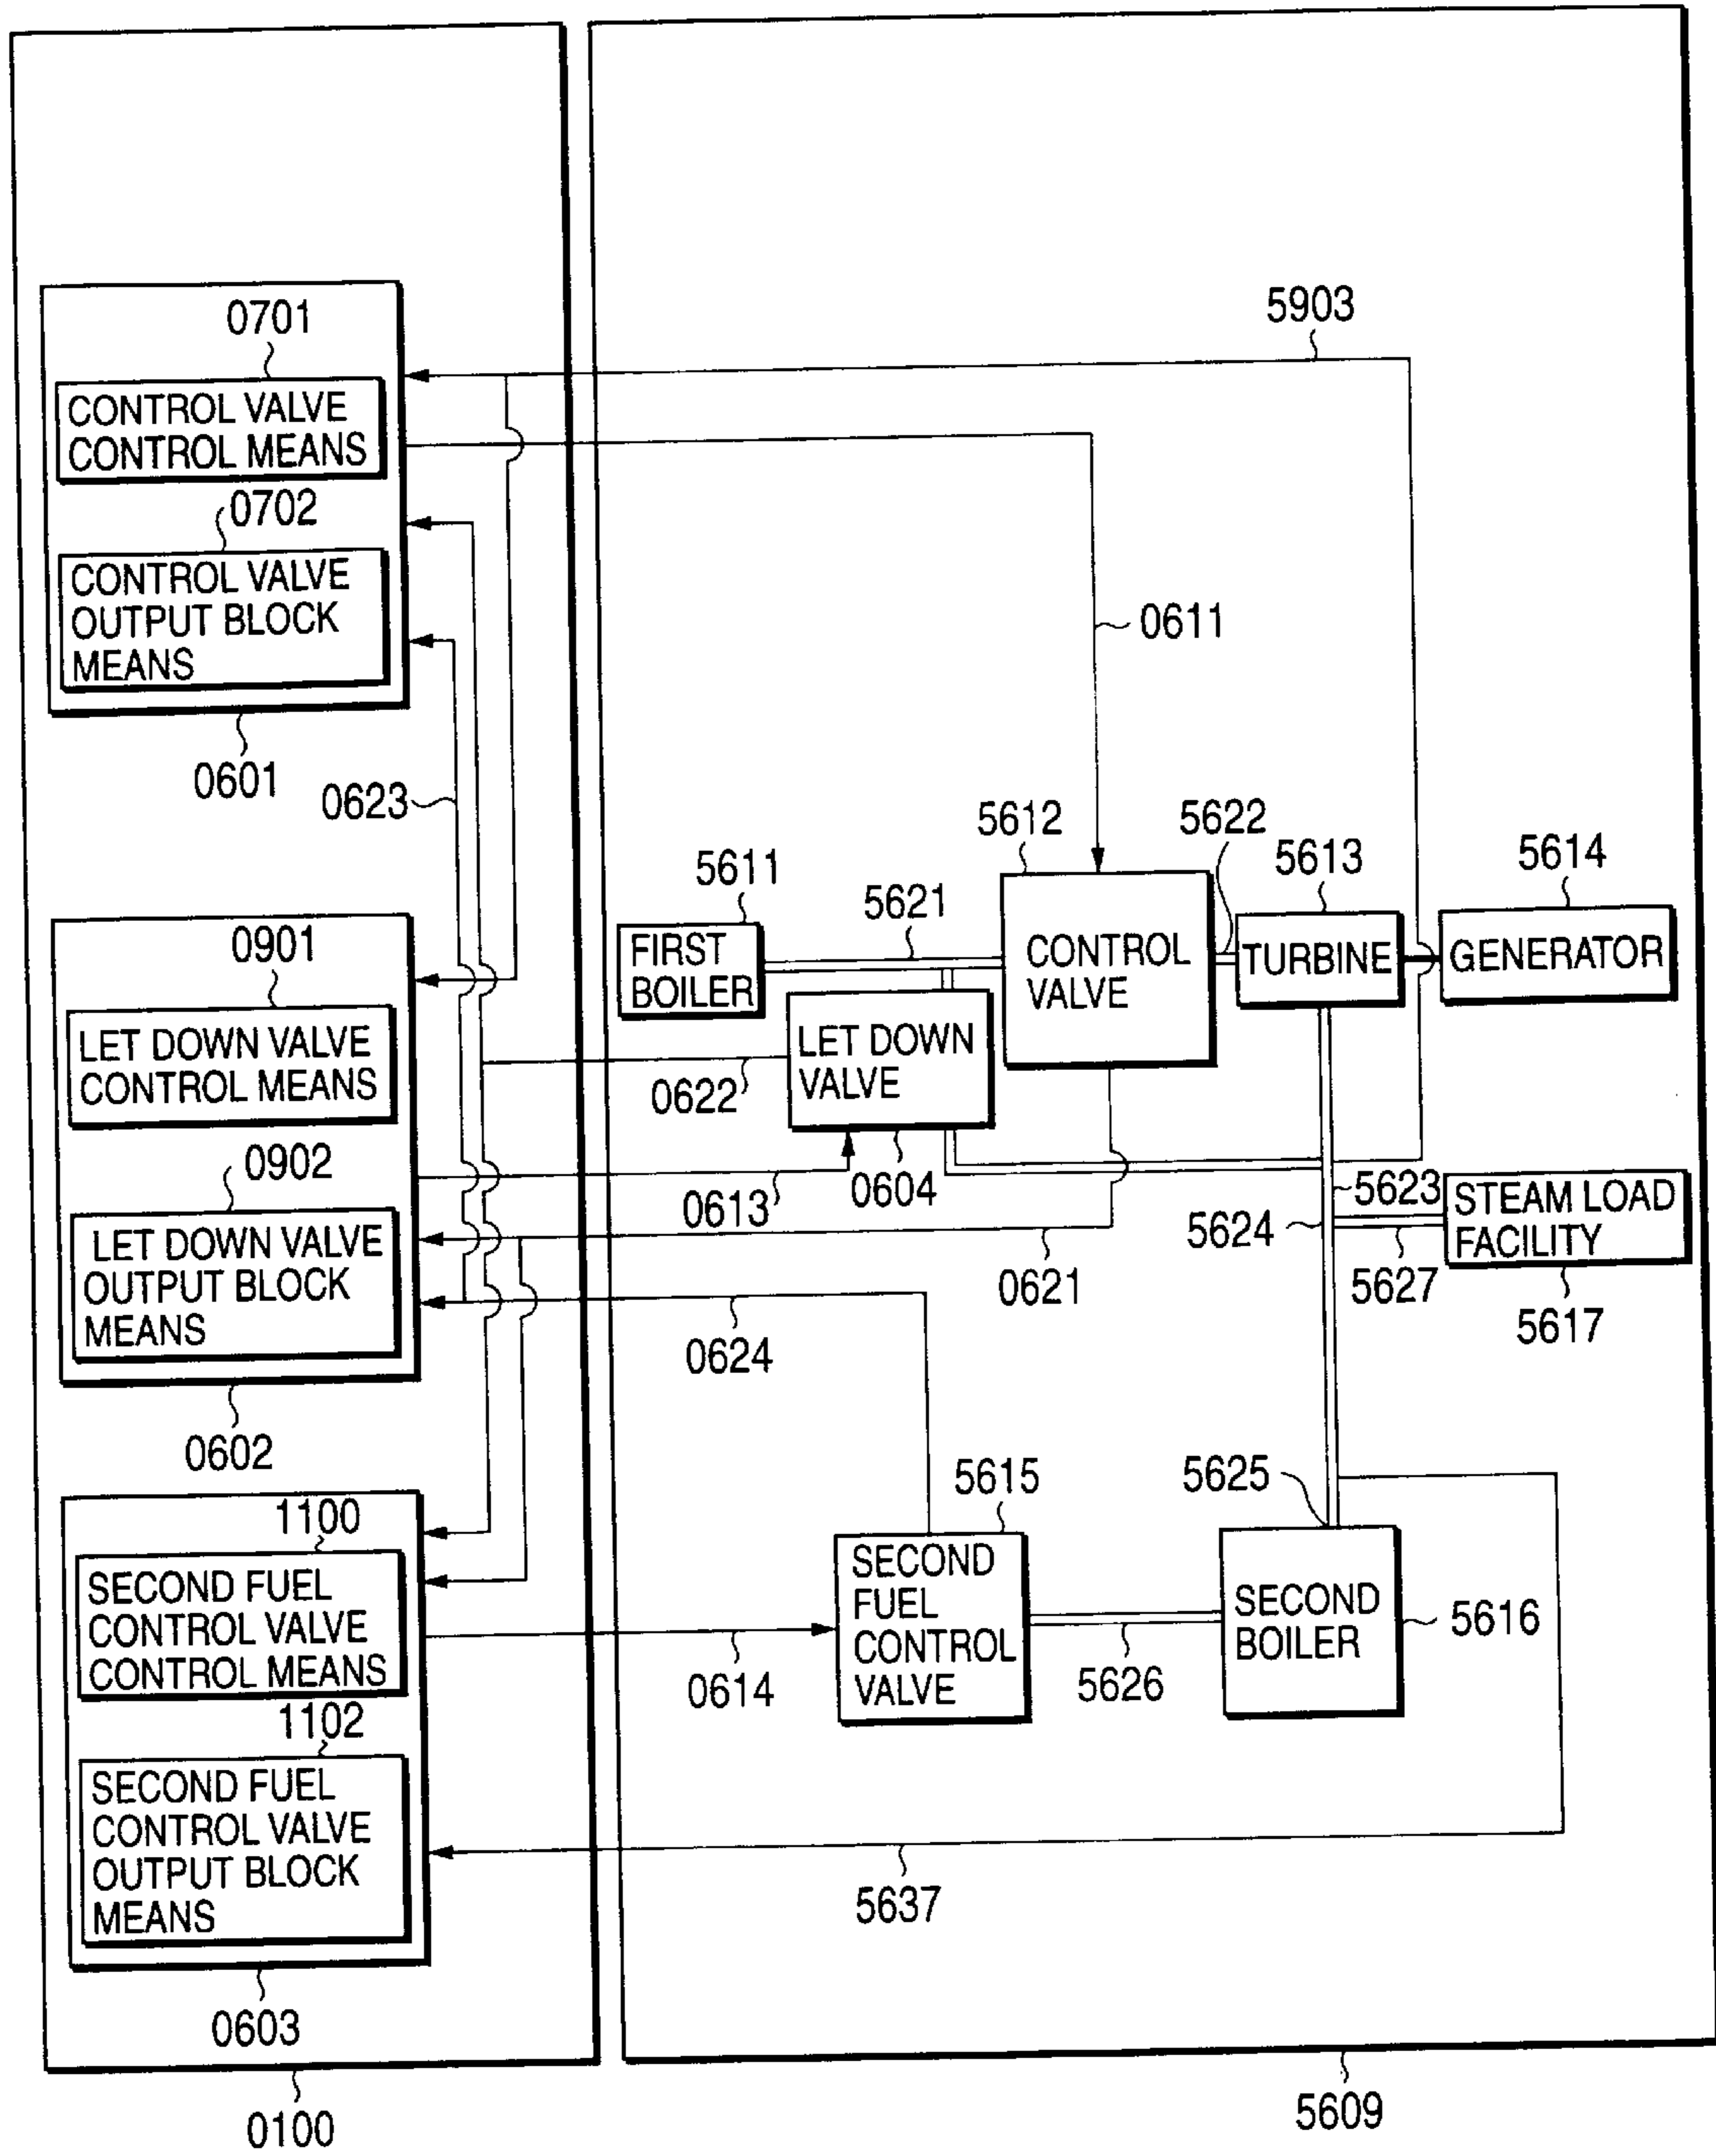 0701
CONTROL VALVE
CONTROL MEANS
0702
CONTROL VALVE
OUTPUT BLOCK
MEANS
0601
0623
0901
LET DOWN VALVE
CONTROL MEANS
0902
LET DOWN VALVE
OUTPUT BLOCK
MEANS
0602
1100
SECOND FUEL
CONTROL VALVE
CONTROL MEANS
1102
SECOND FUEL
CONTROL VALVE
OUTPUT BLOCK
MEANS
0603
0100
5903
0611
5611
FIRST
BOILER
5621
5612
CONTROL
VALVE
5622
5613
TURBINE
5614
GENERATOR
LET DOWN
VALVE
0622
0613
0604
5623
STEAM LOAD
FACILITY
5624
5627
5617
0621
0624
5615
SECOND
FUEL
CONTROL
VALVE
5625
SECOND
BOILER
5616
0614
5626
5637
5609